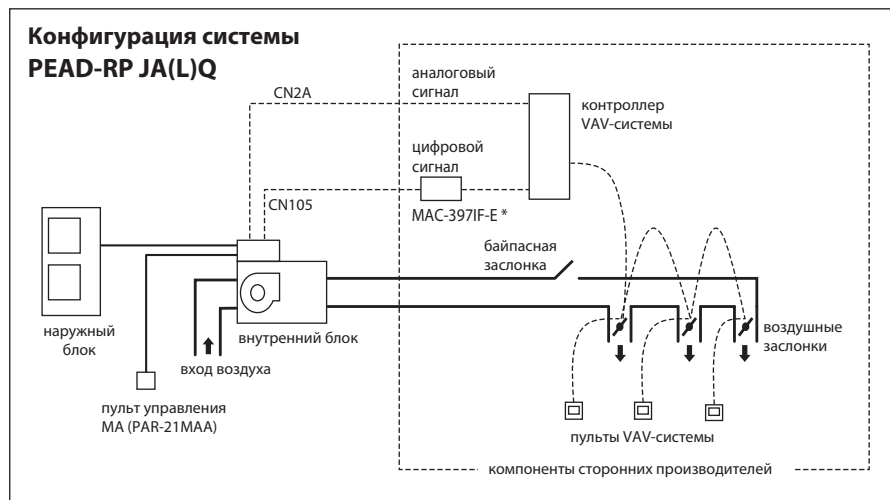 Конфигурация системы
PEAD-RP JA(L)Q
CN2A
аналоговый
сигнал
контроллер
VAV-системы
цифровой
сигнал
CN105
MAC-397IF-E *
байпасная
заслонка
наружный
блок
внутренний блок
воздушные
заслонки
вход воздуха
пульт управления
MA (PAR-21MAA)
пульты VAV-системы
компоненты сторонних производителей